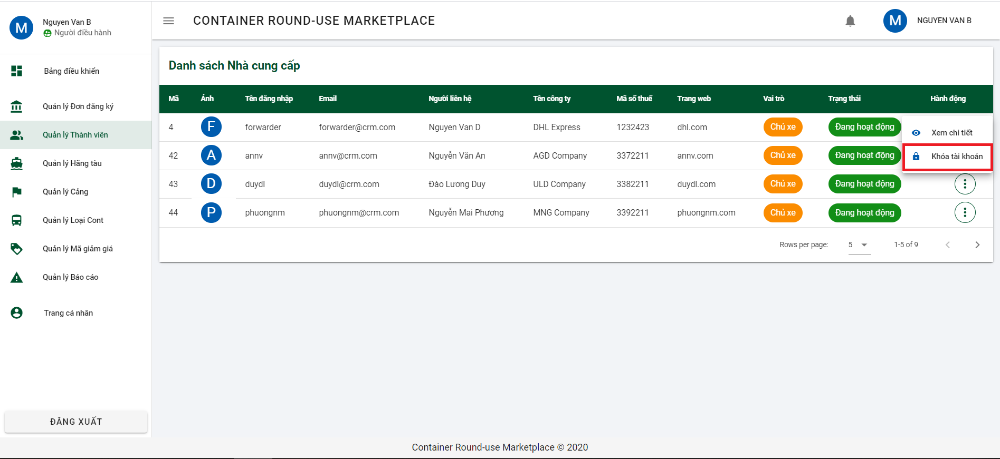 M
Nguyen Van B
Người điều hành
CONTAINER ROUND-USE MARKETPLACE
M
NGUYEN VAN B
Bảng điều khiển
Quản lý Đơn đăng ký
Quản lý Thành viên
Quản lý Hãng tàu
Quản lý Cảng
Quản lý Loại Cont
Quản lý Mã giảm giá
Quản lý Báo cáo
Trang cá nhân
ĐĂNG XUẤT
Danh sách Nhà cung cấp
Mã Ảnh Tên đăng nhập Email Người liên hệ Tên công ty Mã số thuế Trang web Vai trò Trạng thái Hành động
4 F forwarder forwarder@crm.com Nguyen Van D DHL Express 1232423 dhl.com Chủ xe Đang hoạt động
Xem chi tiết
42 A annv annv@crm.com Nguyễn Văn An AGD Company 3372211 annv.com Chủ xe Đang hoạt động
Khóa tài khoản
43 D duydl duydl@crm.com Đào Lương Duy ULD Company 3382211 duydl.com Chủ xe Đang hoạt động
44 P phuongnm phuongnm@crm.com Nguyễn Mai Phương MNG Company 3392211 phuongnm.com Chủ xe Đang hoạt động
Rows per page: 5 1-5 of 9
Container Round-use Marketplace © 2020